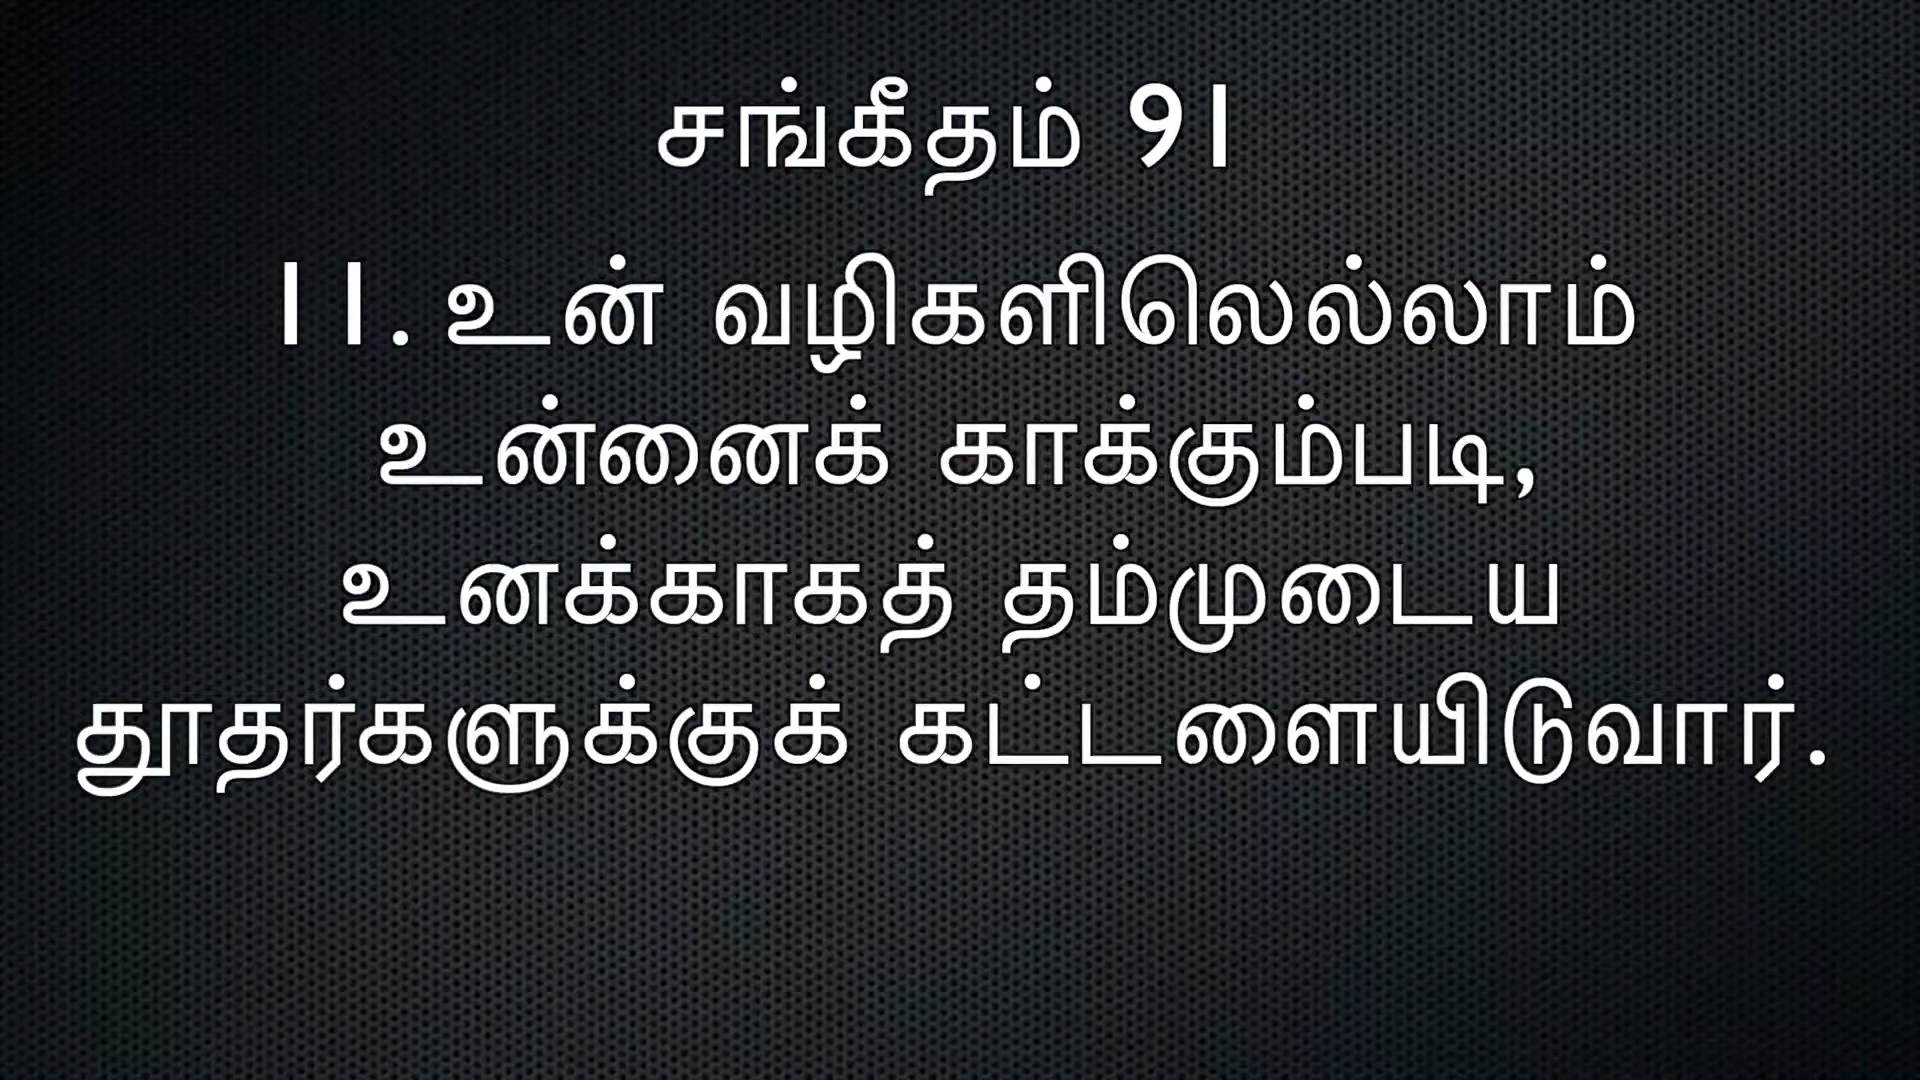 சங்கீதம் 91
11. உன் வழிகளிலெல்லாம்
உன்னைக் காக்கும்படி,
உனக்காகத் தம்முடைய
தூதர்களுக்குக் கட்டளையிடுவார்.